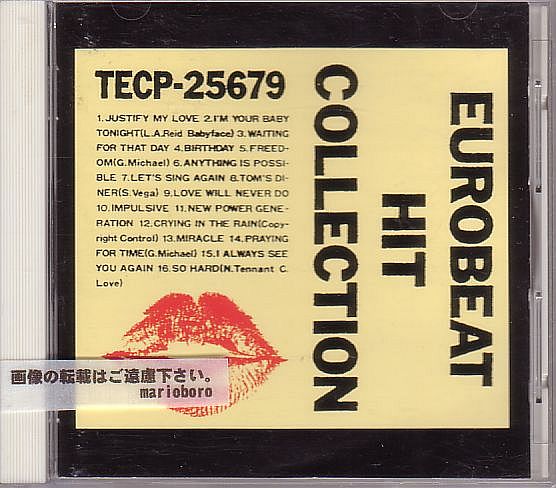 TECP-25679
1.JUSTIFY MY LOVE 2.I'M YOUR BABY
TONIGHT(L.A.Reid Babyface) 3.WAITING
FOR THAT DAY 4.BIRTHDAY 5.FREED-
OM(G.Michael) 6.ANYTHING IS POSSI-
BLE 7.LET'S SING AGAIN 8.TOM'S DI-
NER(S.Vega) 9.LOVE WILL NEVER DO
10.IMPULSIVE 11.NEW POWER GENE-
RATION 12.CRYING IN THE RAIN(Copy-
right Control) 13.MIRACLE 14.PRAYING
FOR TIME(G.Michael) 15.I ALWAYS SEE
YOU AGAIN 16.SO HARD(N.Tennant C.
Love)
EUROBEAT
HIT
COLLECTION
画像の転載はご遠慮下さい。
marioboro